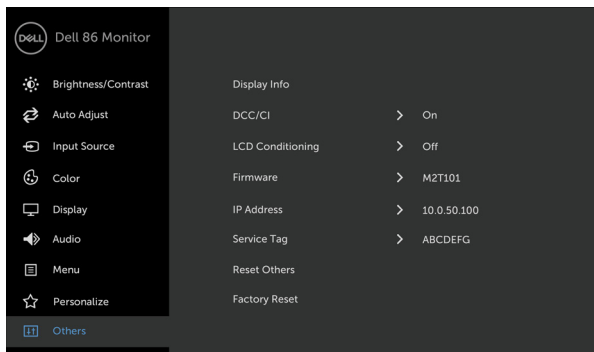 DELL Dell 86 Monitor
Brightness/Contrast
Auto Adjust
Input Source
Color
Display
Audio
Menu
Personalize
Others
Display Info
DCC/CI > On
LCD Conditioning > Off
Firmware > M2T101
IP Address > 10.0.50.100
Service Tag > ABCDEFG
Reset Others
Factory Reset